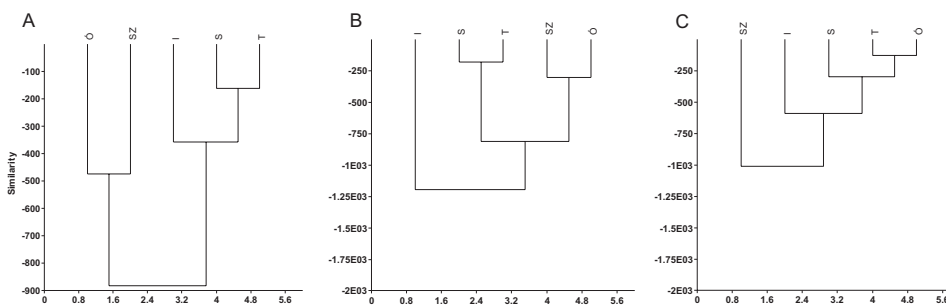 A
Ö SZ I S T
Similarity
-100
-200
-300
-400
-500
-600
-700
-800
-900
0 0.8 1.6 2.4 3.2 4 4.8 5.6
B
I S T SZ Ö
-250
-500
-750
-1E03
-1.25E03
-1.5E03
-1.75E03
-2E03
0 0.8 1.6 2.4 3.2 4 4.8 5.6
C
SZ I S T Ö
-250
-500
-750
-1E03
-1.25E03
-1.5E03
-1.75E03
-2E03
0 0.8 1.6 2.4 3.2 4 4.8 5.6